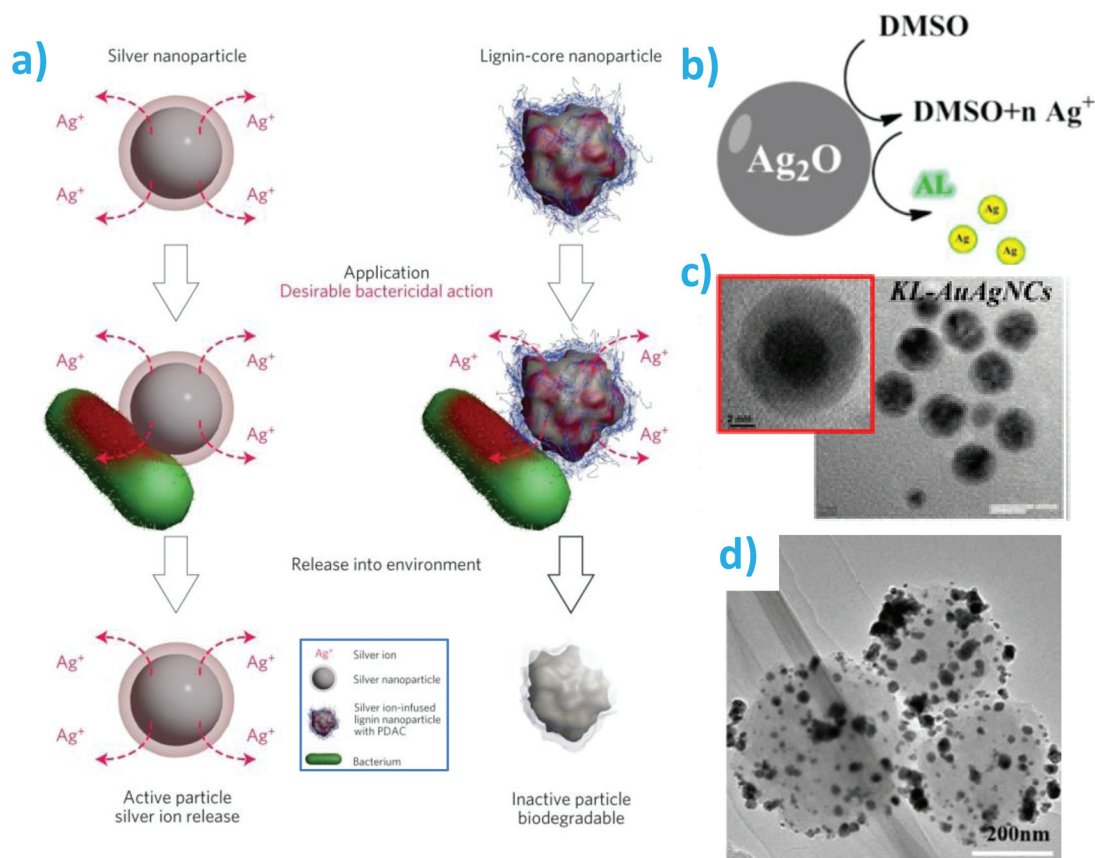 a)
Silver nanoparticle
Ag⁺
Ag⁺
Ag⁺
Ag⁺
Lignin-core nanoparticle
Application
Desirable bactericidal action
Ag⁺
Ag⁺
Ag⁺
Ag⁺
Ag⁺
Ag⁺
Release into environment
Ag⁺
Ag⁺
Ag⁺
Ag⁺
Active particle
silver ion release
Ag⁺ Silver ion
Silver nanoparticle
Silver ion-infused
lignin nanoparticle
with PDAC
Bacterium
Inactive particle
biodegradable
b)
DMSO
DMSO+n Ag⁺
Ag₂O
AL
Ag
Ag
Ag
c)
KL-AuAgNCs
d)
200nm